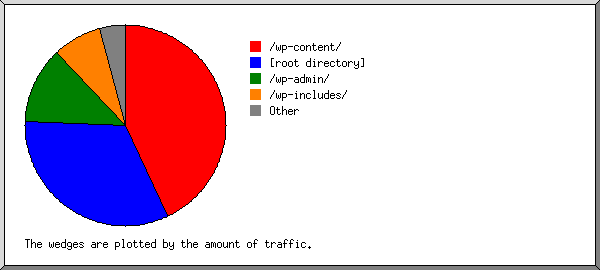 /wp-content/
[root directory]
/wp-admin/
/wp-includes/
Other
The wedges are plotted by the amount of traffic.